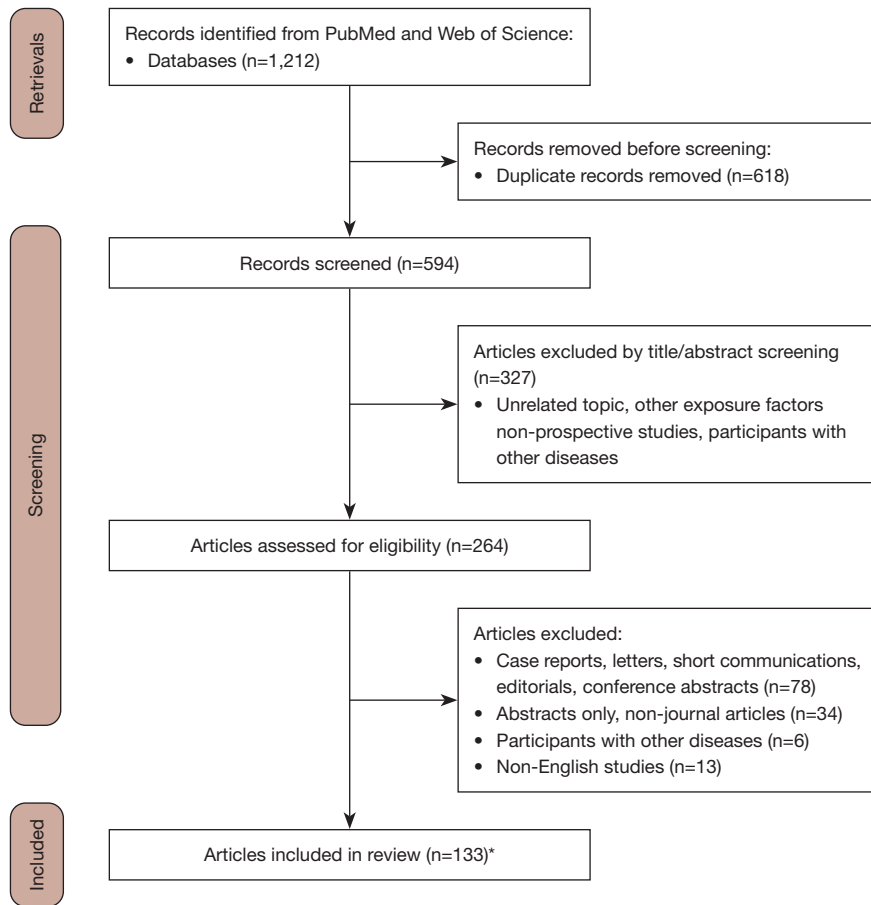 Retrievals
Records identified from PubMed and Web of Science:
• Databases (n=1,212)
Records removed before screening:
• Duplicate records removed (n=618)
Screening
Records screened (n=594)
Articles excluded by title/abstract screening
(n=327)
• Unrelated topic, other exposure factors
non-prospective studies, participants with
other diseases
Articles assessed for eligibility (n=264)
Articles excluded:
• Case reports, letters, short communications,
editorials, conference abstracts (n=78)
• Abstracts only, non-journal articles (n=34)
• Participants with other diseases (n=6)
• Non-English studies (n=13)
Included
Articles included in review (n=133)*